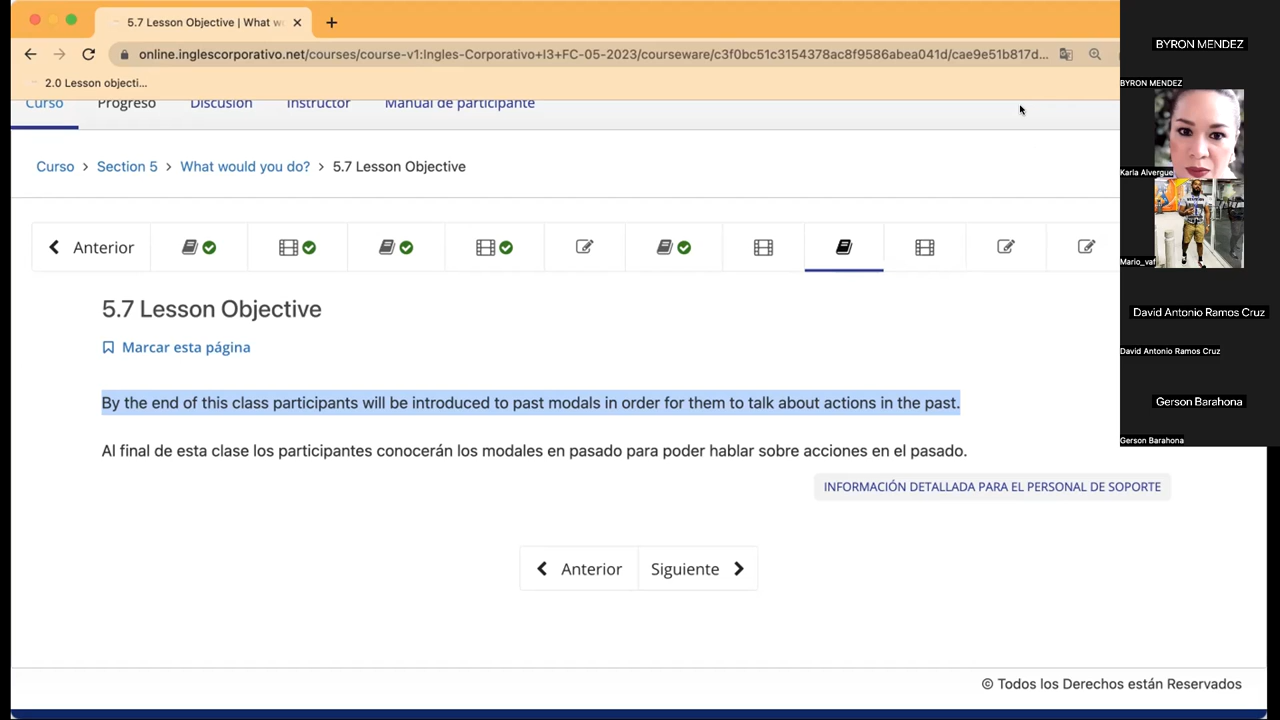 5.7 Lesson Objective | What w
online.inglescorporativo.net/courses/course-v1:Ingles-Corporativo+I3+FC-05-2023/courseware/c3f0bc51c3154378ac8f9586abea041d/cae9e51b817d...
2.0 Lesson objecti...
Curso Progreso Discusión Instructor Manual de participante
Curso > Section 5 > What would you do? > 5.7 Lesson Objective
Anterior
5.7 Lesson Objective
Marcar esta página
By the end of this class participants will be introduced to past modals in order for them to talk about actions in the past.
Al final de esta clase los participantes conocerán los modales en pasado para poder hablar sobre acciones en el pasado.
INFORMACIÓN DETALLADA PARA EL PERSONAL DE SOPORTE
Anterior Siguiente
© Todos los Derechos están Reservados
BYRON MENDEZ
BYRON MENDEZ
Karla Alvergue
Mario_vaf
David Antonio Ramos Cruz
David Antonio Ramos Cruz
Gerson Barahona
Gerson Barahona